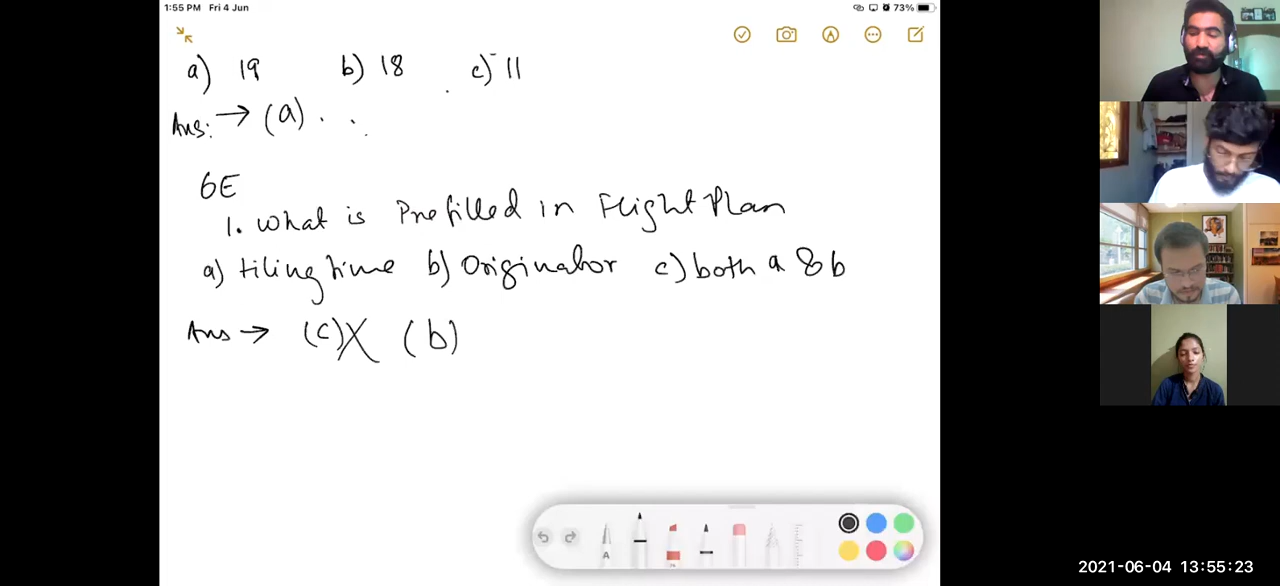 1:55 PM Fri 4 Jun 73%
a) 19 b) 18 c) 11
Ans: → (a) . .
6E
1. What is Prefilled in Flight Plan
a) tiling time b) Originator c) both a & b
Ans → (c)X (b)
A
2021-06-04 13:55:23